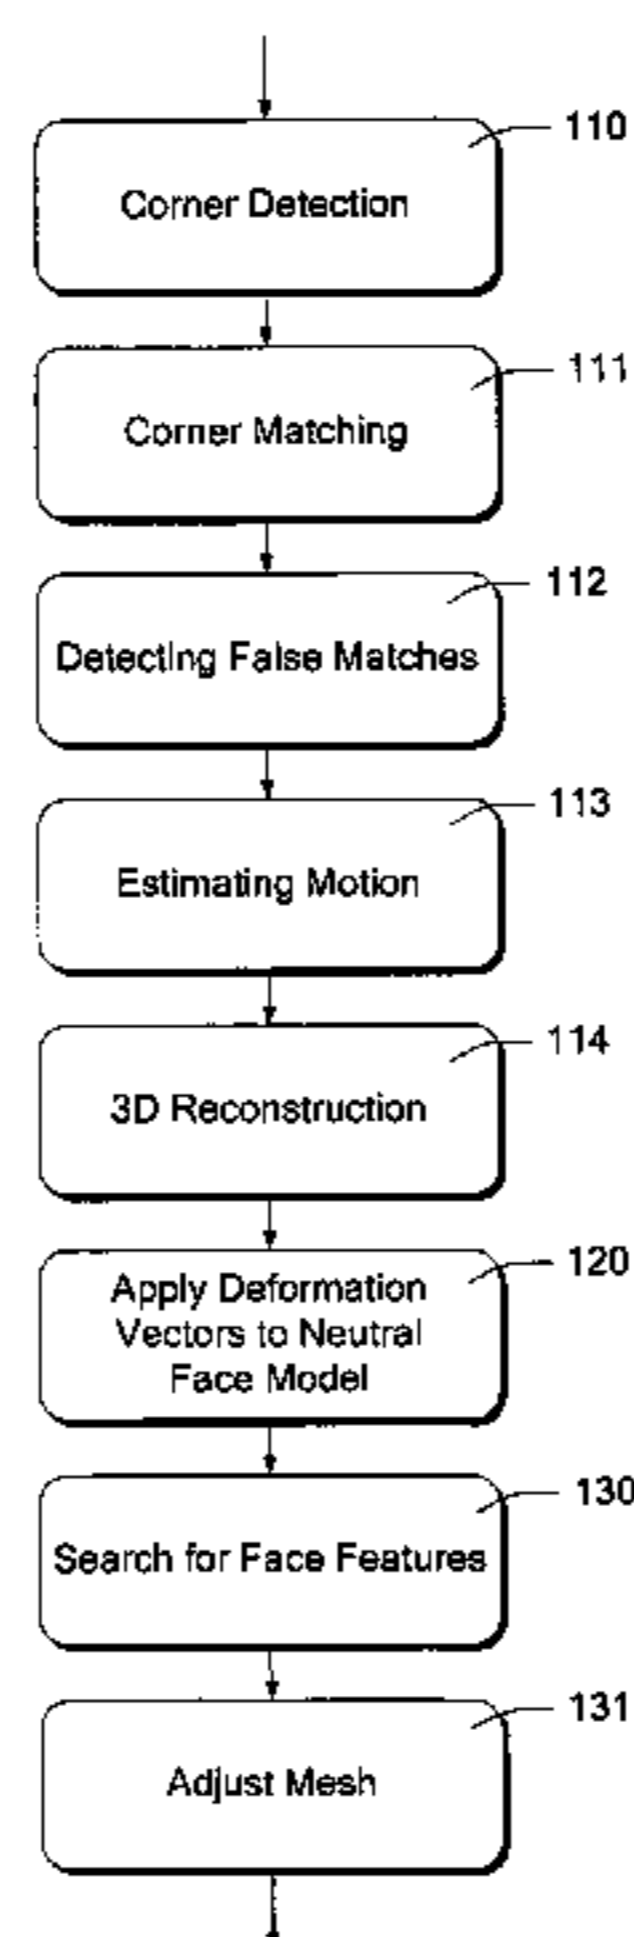 110
Corner Detection
111
Corner Matching
112
Detecting False Matches
113
Estimating Motion
114
3D Reconstruction
120
Apply Deformation
Vectors to Neutral
Face Model
130
Search for Face Features
131
Adjust Mesh